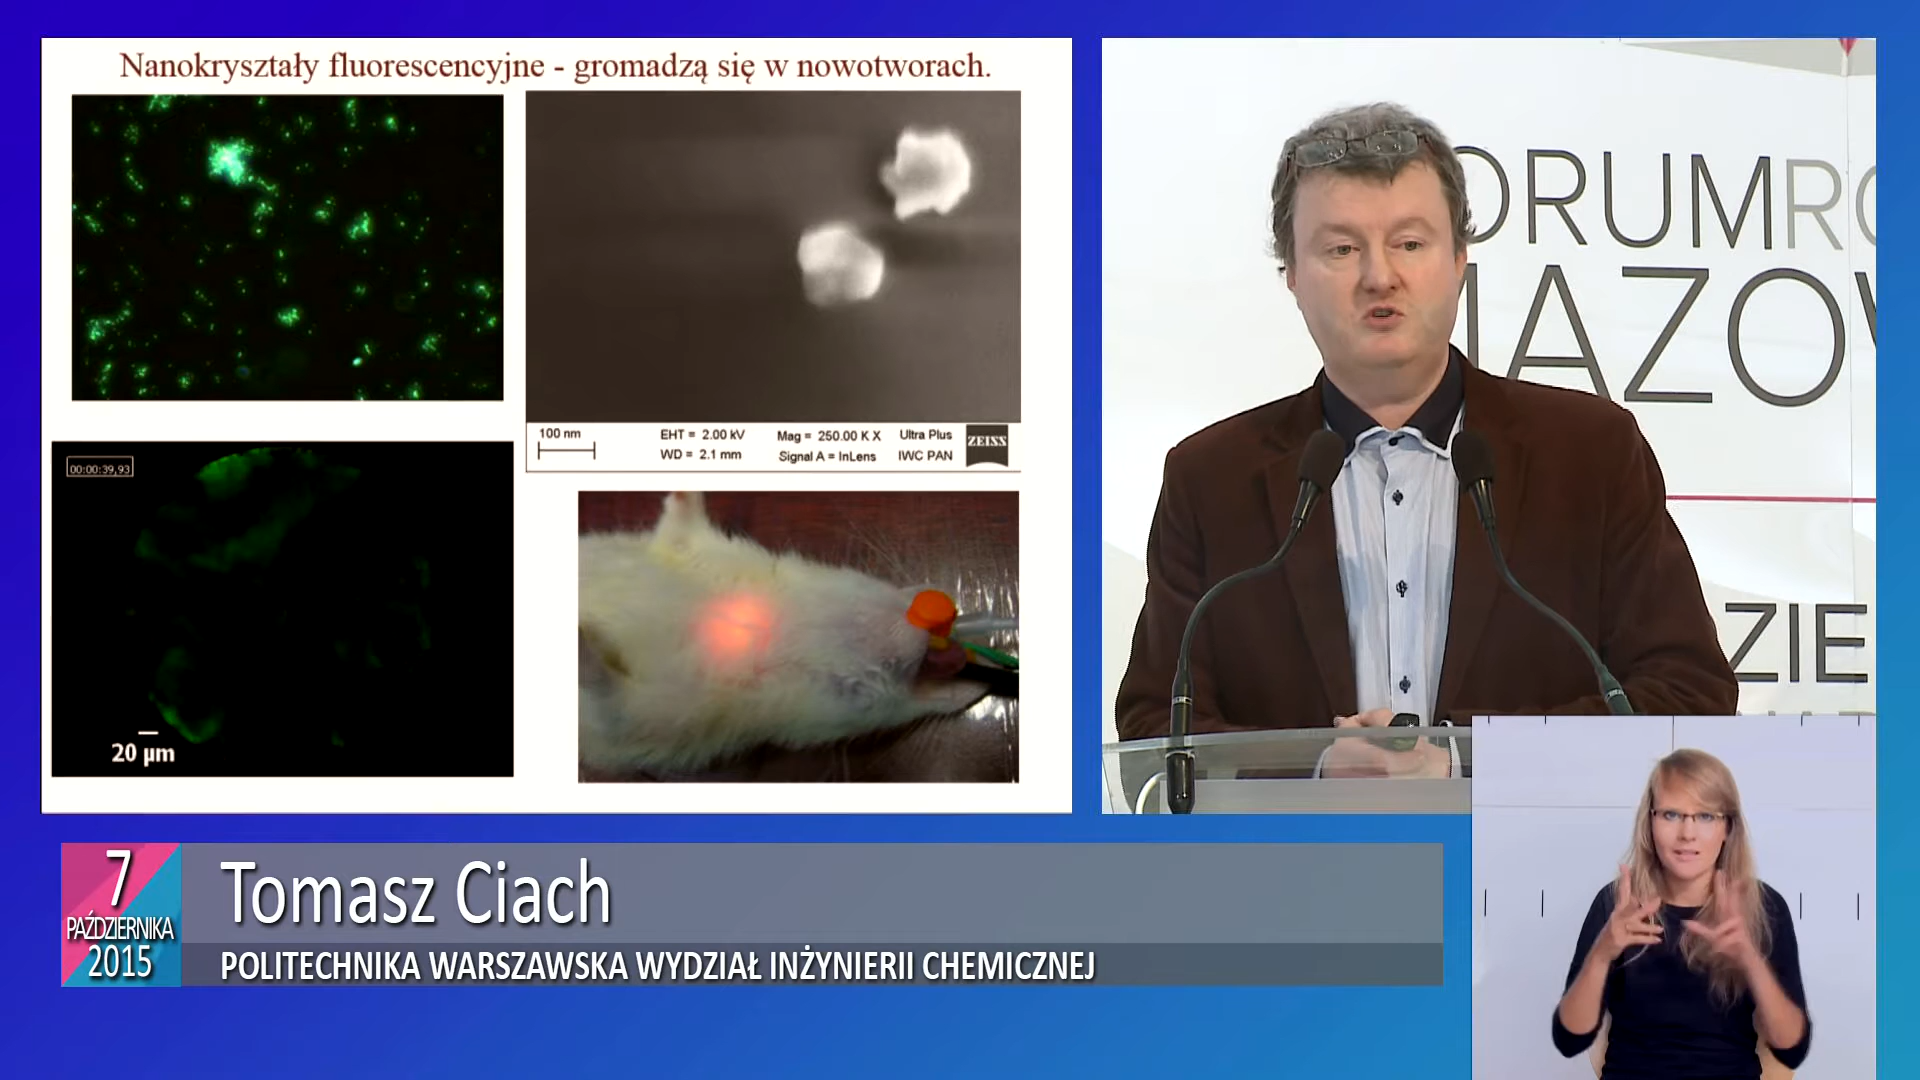 Nanokryształy fluorescencyjne - gromadzą się w nowotworach.
100 nm
EHT = 2.00 kV
WD = 2.1 mm
Mag = 250.00 K X
Signal A = InLens
Ultra Plus
IWC PAN
ZEISS
00:00:39,93
20 µm
ORUMRO
MAZOW
ZIE
7
PAŹDZIERNIKA
2015
Tomasz Ciach
POLITECHNIKA WARSZAWSKA WYDZIAŁ INŻYNIERII CHEMICZNEJ